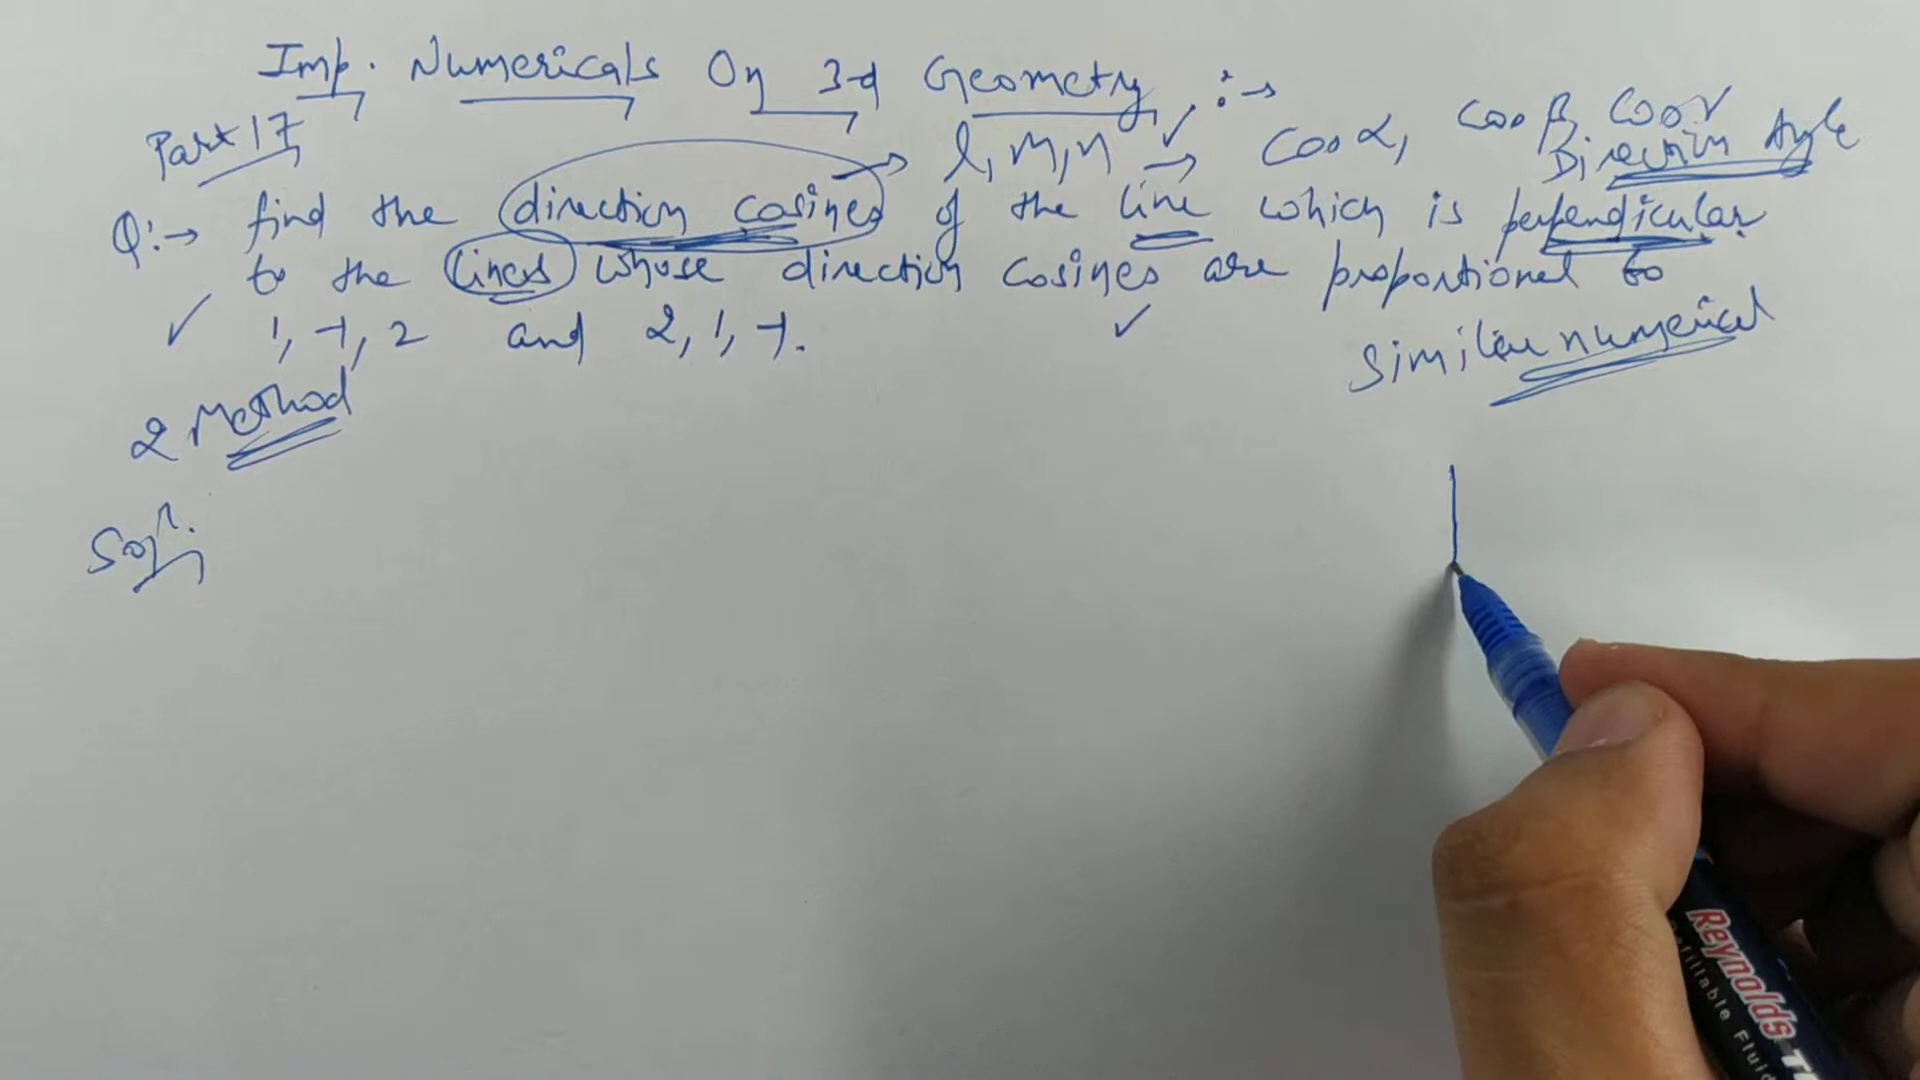 Imp. Numericals On 3-d Geometry :→
Part 17
l, m, n → Cos α, Cos β, Cos γ
Direction Angle
Q:→ find the direction cosines of the line which is perpendicular
to the lines whose direction cosines are proportional to
1, -1, 2 and 2, 1, -1.
Similar numerical
2 Method
Sol.
Reynolds